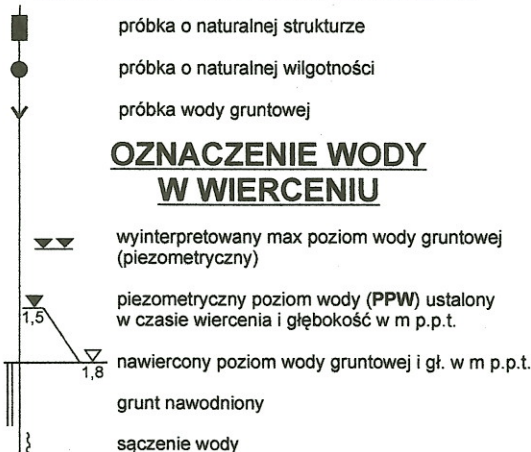 próbka o naturalnej strukturze
próbka o naturalnej wilgotności
próbka wody gruntowej
OZNACZENIE WODY
W WIERCENIU
wyinterpretowany max poziom wody gruntowej
(piezometryczny)
piezometryczny poziom wody (PPW) ustalony
w czasie wiercenia i głębokość w m p.p.t.
1,5
nawiercony poziom wody gruntowej i gł. w m p.p.t.
1,8
grunt nawodniony
sączenie wody